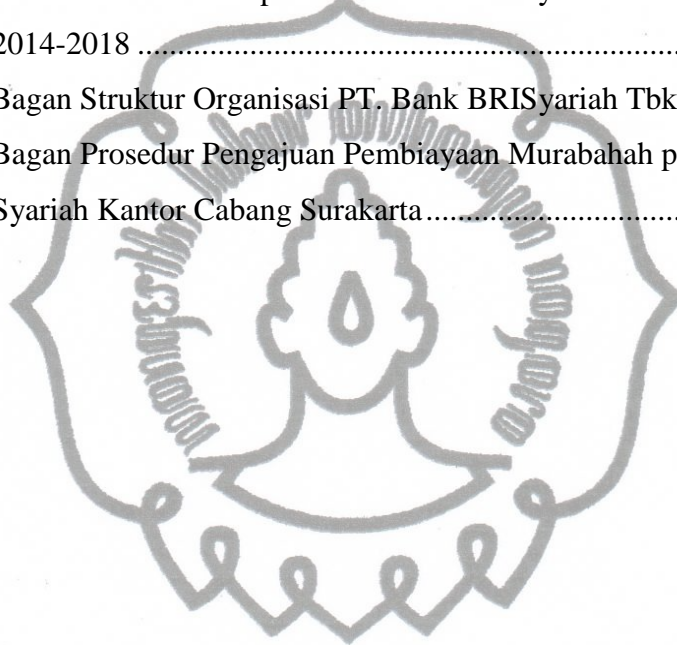 2014-2018 ........................................................................
Bagan Struktur Organisasi PT. Bank BRISyariah Tbk
Bagan Prosedur Pengajuan Pembiayaan Murabahah p
Syariah Kantor Cabang Surakarta .................................